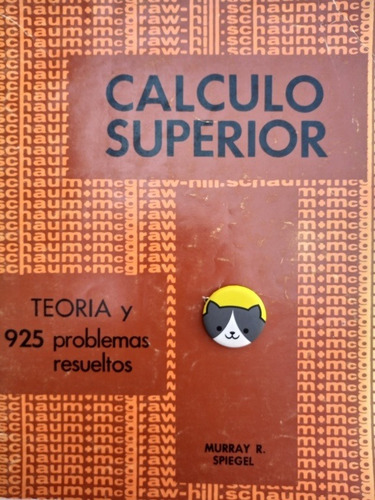 CALCULO
SUPERIOR
TEORIA y
925 problemas
resueltos
MURRAY R.
SPIEGEL